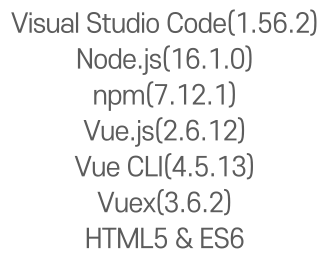 Visual Studio Code(1.56.2)
Node.js(16.1.0)
npm(7.12.1)
Vue.js(2.6.12)
Vue CLI(4.5.13)
Vuex(3.6.2)
HTML5 & ES6